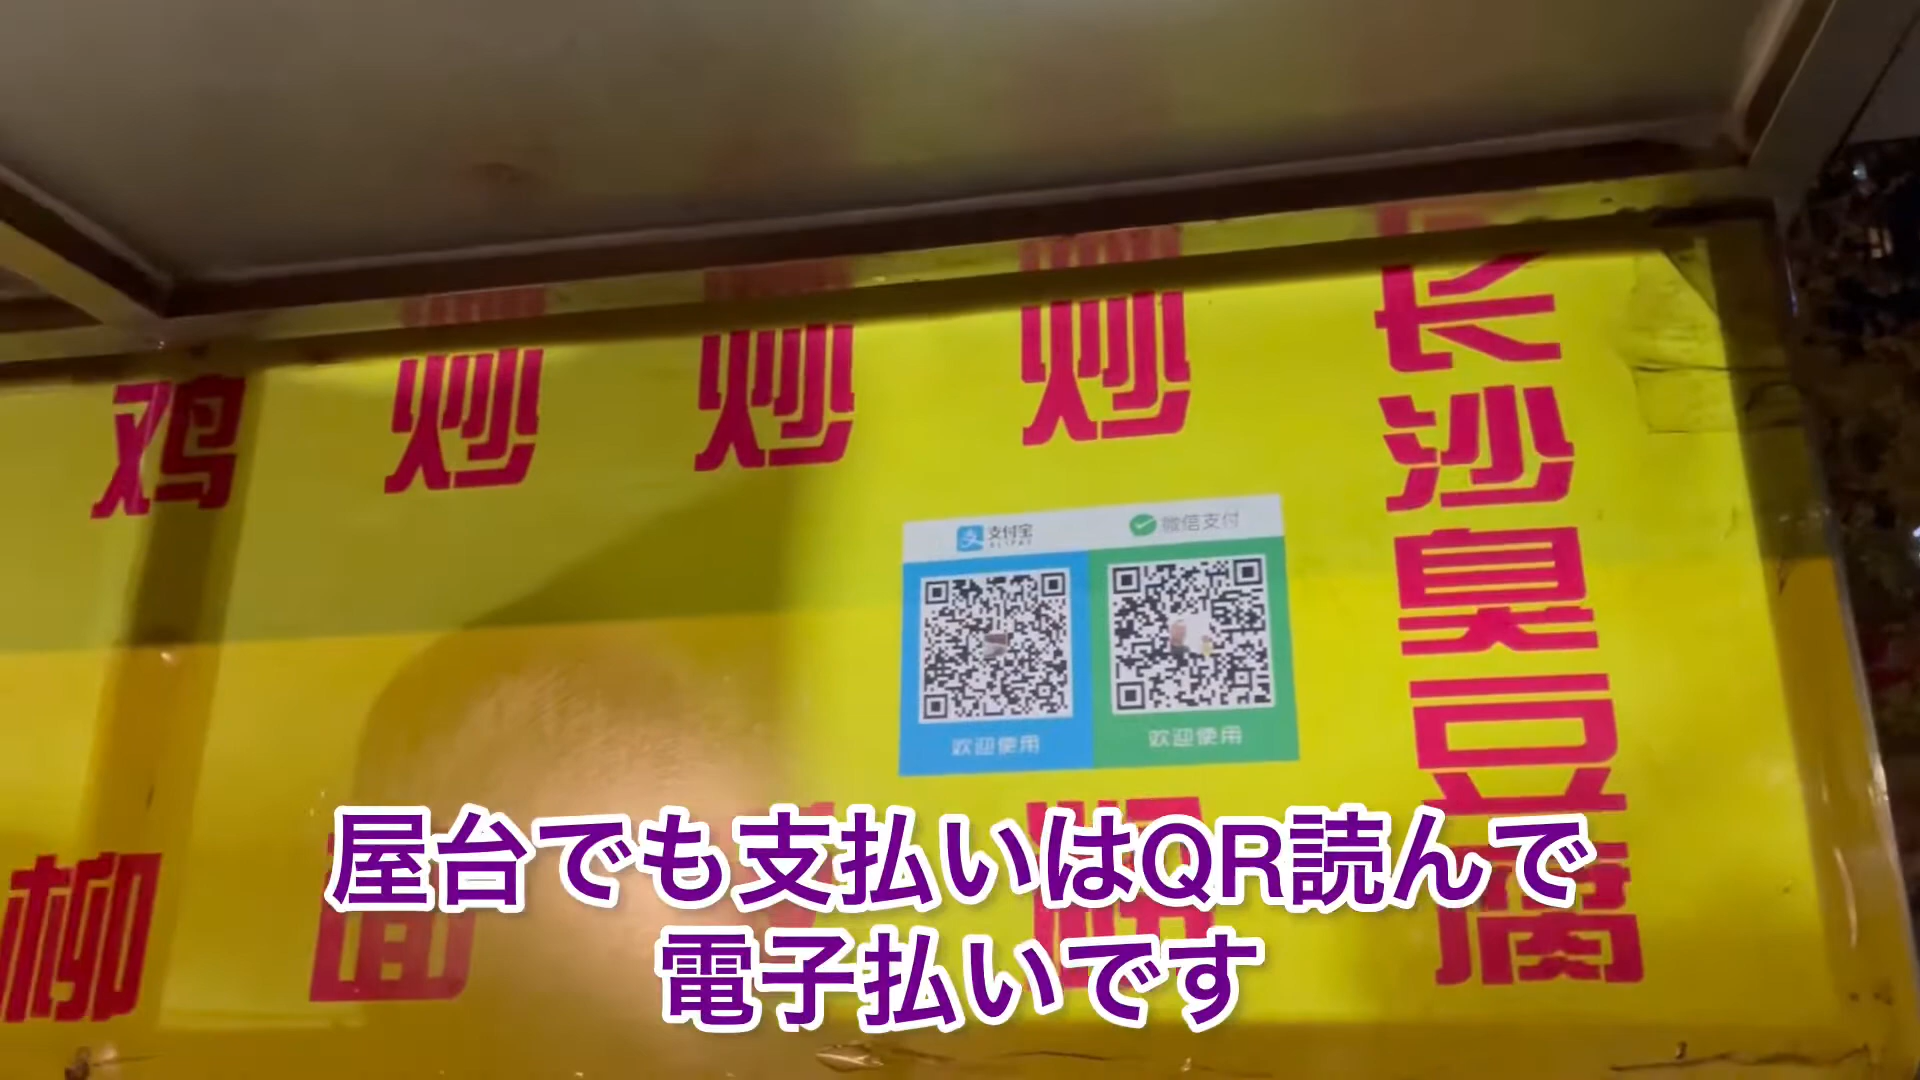 鸡
炒
炒
炒
长沙臭豆腐
支付宝
ALIPAY
微信支付
欢迎使用
欢迎使用
柳
面
屋台でも支払いはQR読んで
電子払いです